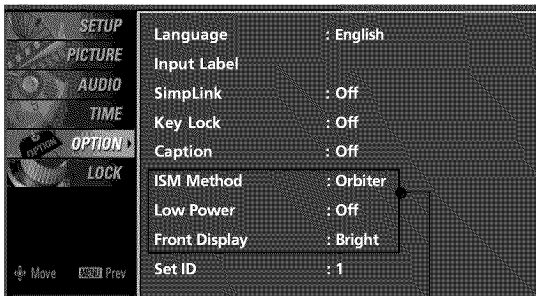 SETUP
PICTURE
AUDIO
TIME
OPTION
LOCK
Move MENU Prev
Language : English
Input Label
SimpLink : Off
Key Lock : Off
Caption : Off
ISM Method : Orbiter
Low Power : Off
Front Display : Bright
Set ID : 1